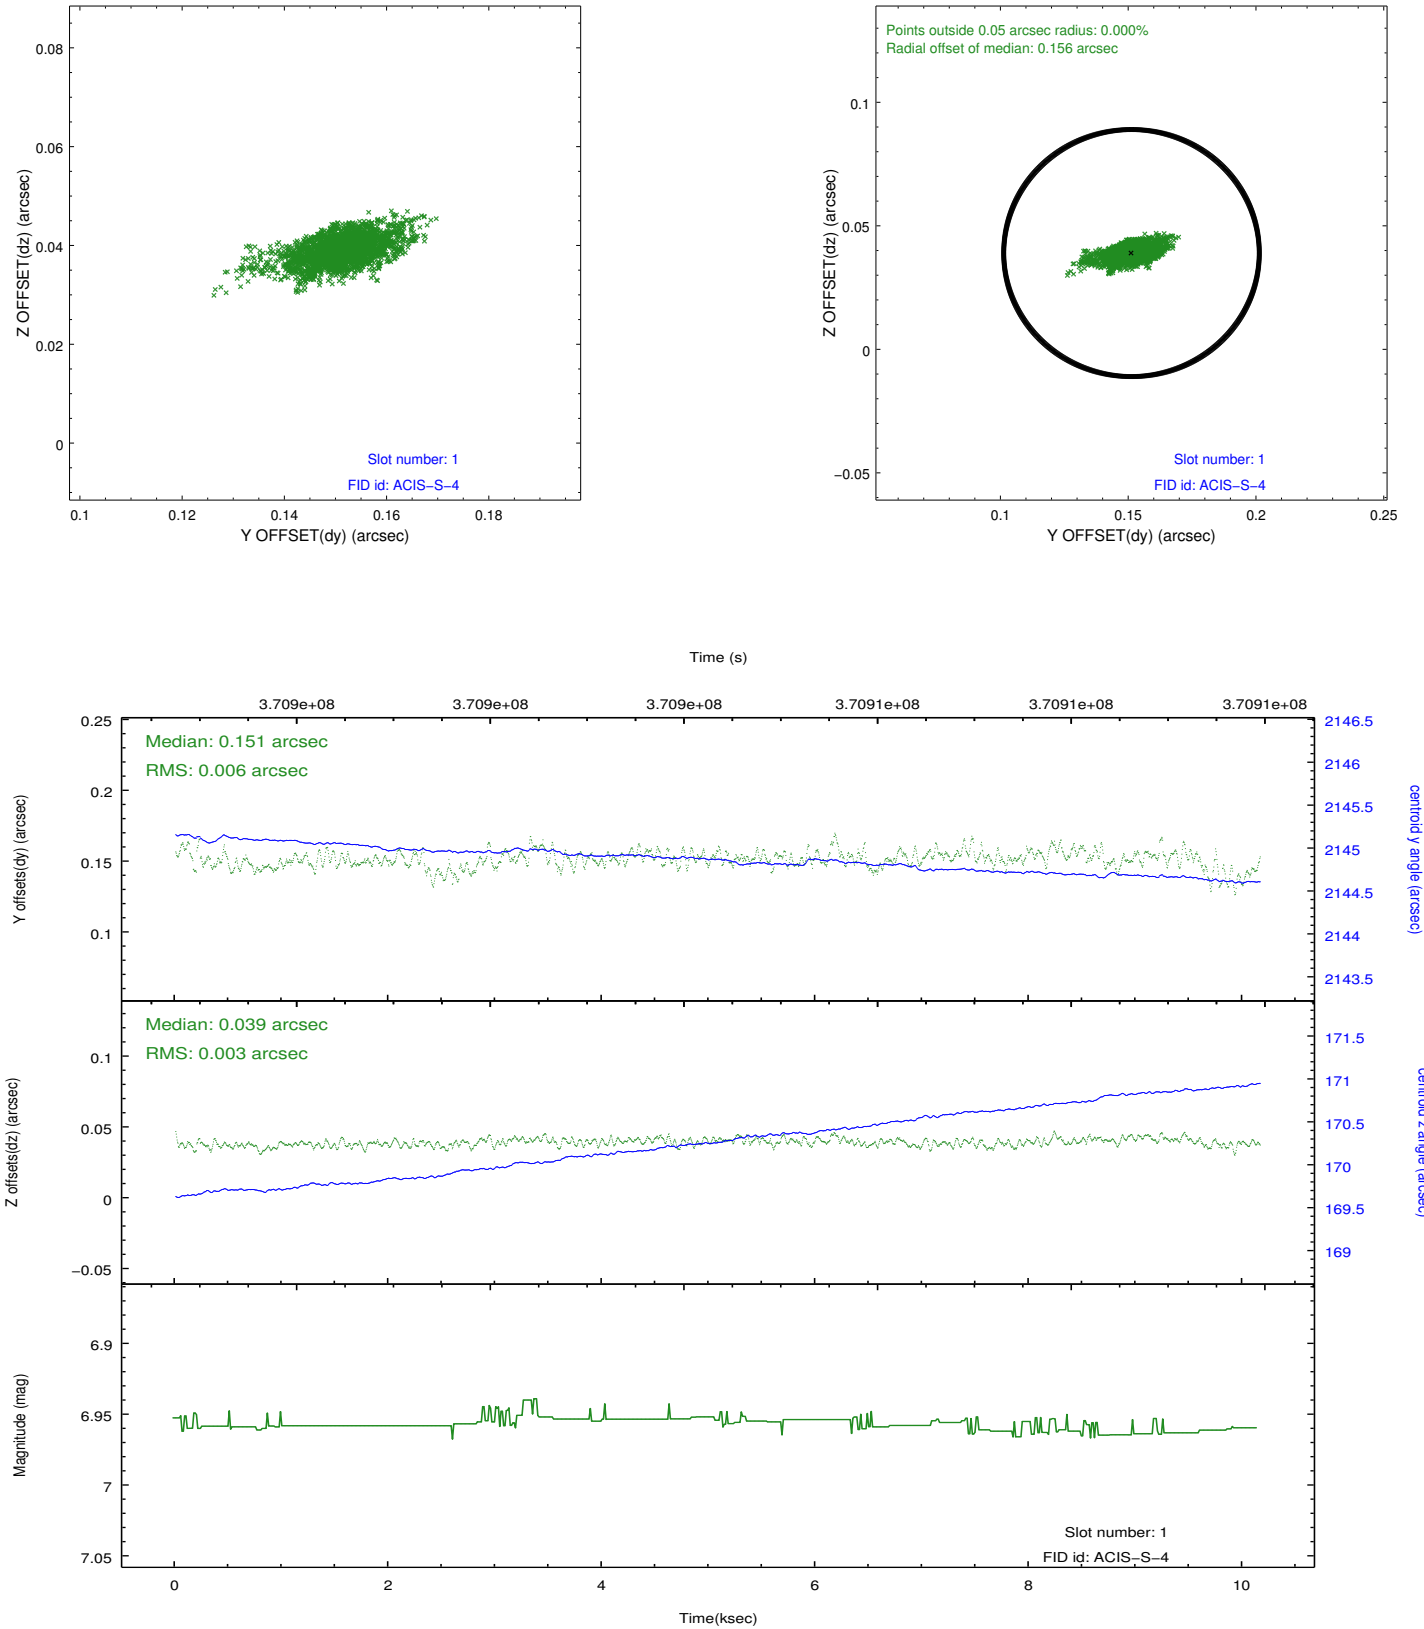 0.08
0.06
0.04
0.02
0
Z OFFSET(dz) (arcsec)
Slot number: 1
FID id: ACIS−S−4
0.1
0.12
0.14
0.16
0.18
Y OFFSET(dy) (arcsec)
Points outside 0.05 arcsec radius: 0.000%
Radial offset of median: 0.156 arcsec
0.1
0.05
0
−0.05
Z OFFSET(dz) (arcsec)
Slot number: 1
FID id: ACIS−S−4
0.1
0.15
0.2
0.25
Y OFFSET(dy) (arcsec)
Time (s)
3.709e+08
3.709e+08
3.709e+08
3.7091e+08
3.7091e+08
3.7091e+08
Median: 0.151 arcsec
RMS: 0.006 arcsec
0.25
0.2
0.15
0.1
Y offsets(dy) (arcsec)
2146.5
2146
2145.5
2145
2144.5
2144
2143.5
centroid y angle (arcsec)
Median: 0.039 arcsec
RMS: 0.003 arcsec
0.1
0.05
0
−0.05
Z offsets(dz) (arcsec)
171.5
171
170.5
170
169.5
169
centroid z angle (arcsec)
6.9
6.95
7
7.05
Magnitude (mag)
Slot number: 1
FID id: ACIS−S−4
0
2
4
6
8
10
Time(ksec)